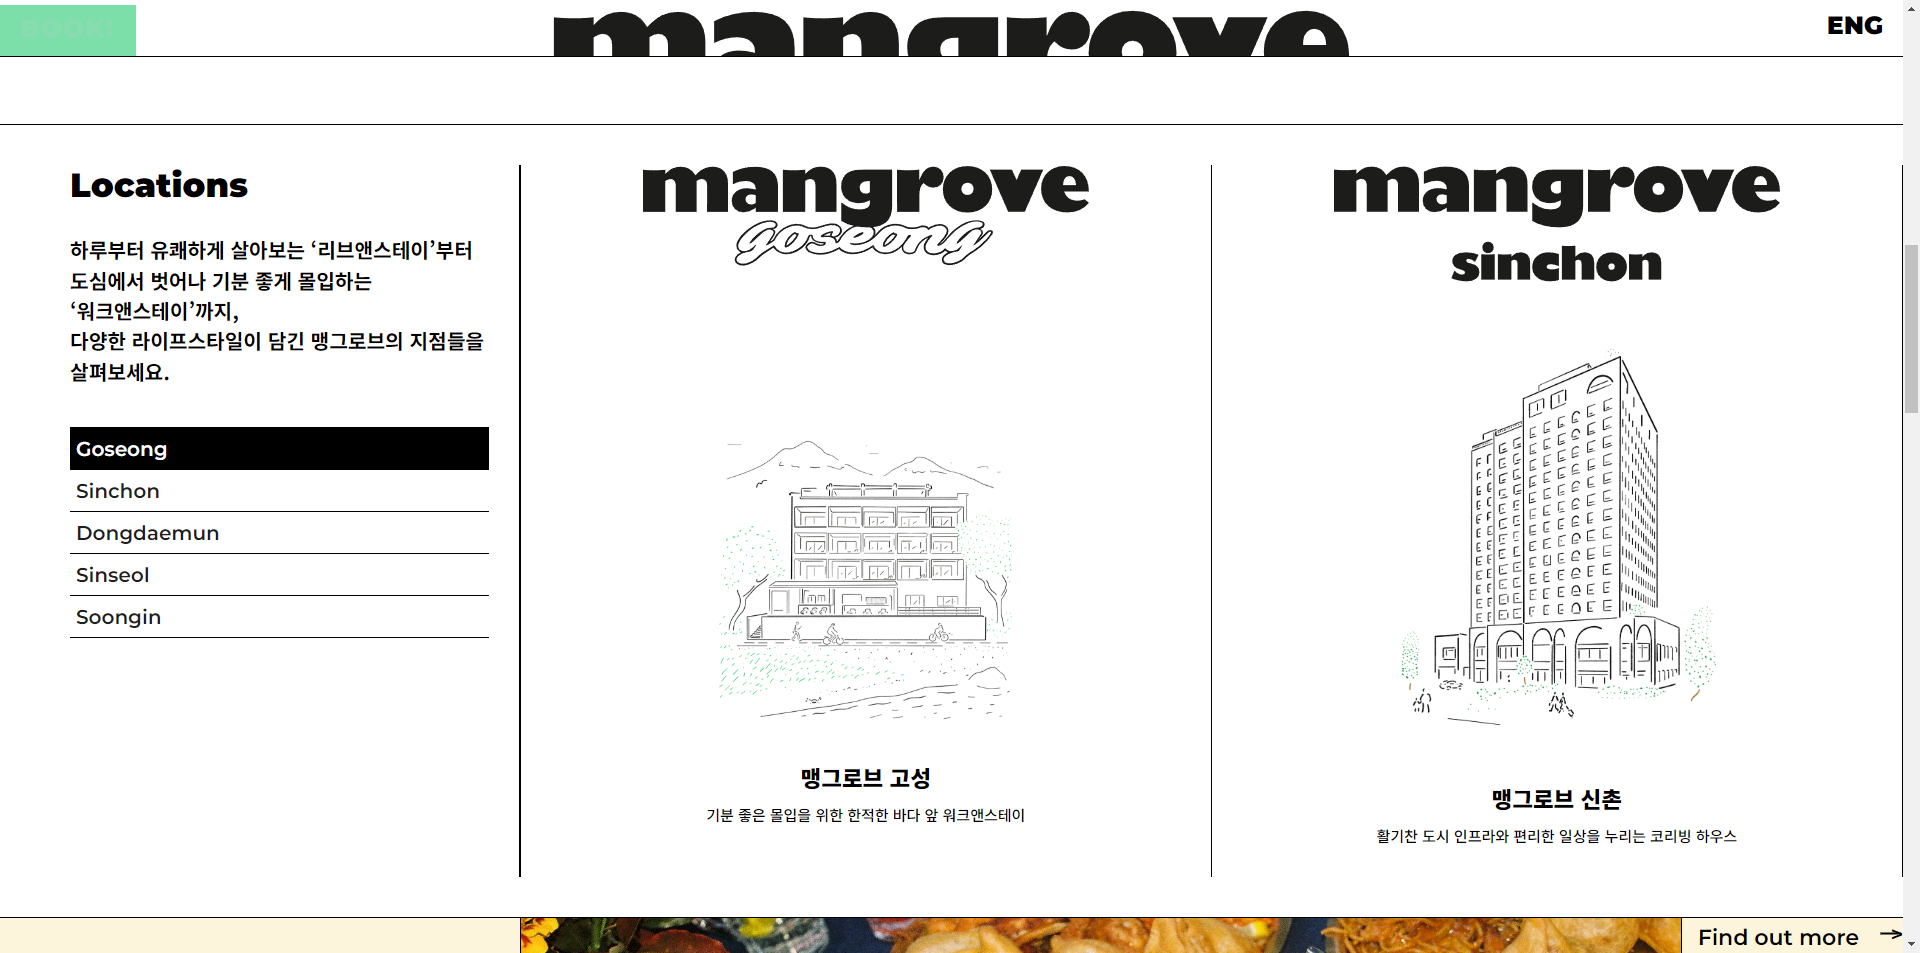 BOOK!
mangrove
ENG
Locations
하루부터 유쾌하게 살아보는 ‘리브앤스테이’부터
도심에서 벗어나 기분 좋게 몰입하는
‘워크앤스테이’까지,
다양한 라이프스타일이 담긴 맹그로브의 지점들을
살펴보세요.
Goseong
Sinchon
Dongdaemun
Sinseol
Soongin
mangrove
goseong
맹그로브 고성
기분 좋은 몰입을 위한 한적한 바다 앞 워크앤스테이
mangrove
sinchon
맹그로브 신촌
활기찬 도시 인프라와 편리한 일상을 누리는 코리빙 하우스
Find out more →